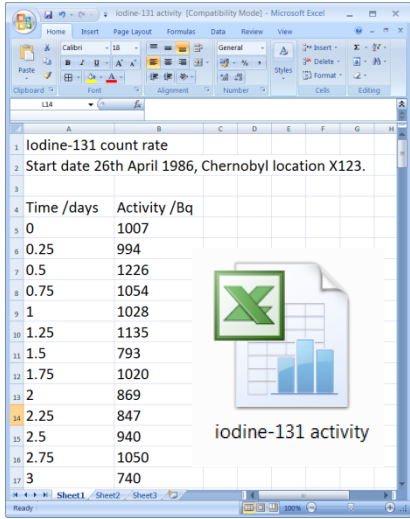 iodine-131 activity [Compatibility Mode] - Microsoft Excel
Home Insert Page Layout Formulas Data Review View
Paste
Calibri 18
B I U A A
General
Styles
Insert
Delete
Format
Clipboard Font Alignment Number Cells Editing
L14 fx
A B C D E F G H
1 Iodine-131 count rate
2 Start date 26th April 1986, Chernobyl location X123.
3
4 Time /days Activity /Bq
5 0 1007
6 0.25 994
7 0.5 1226
8 0.75 1054
9 1 1028
10 1.25 1135
11 1.5 793
12 1.75 1020
13 2 869
14 2.25 847
15 2.5 940
16 2.75 1050
17 3 740
iodine-131 activity
Sheet1 Sheet2 Sheet3
Ready 100%